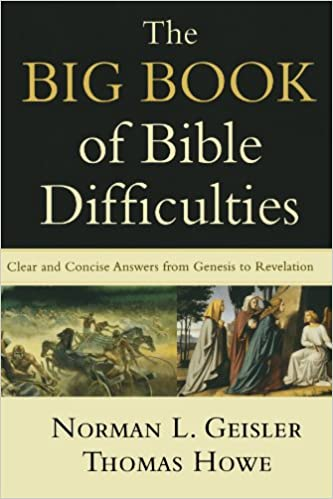 The
BIG BOOK
of Bible
Difficulties
Clear and Concise Answers from Genesis to Revelation
NORMAN L. GEISLER
THOMAS HOWE